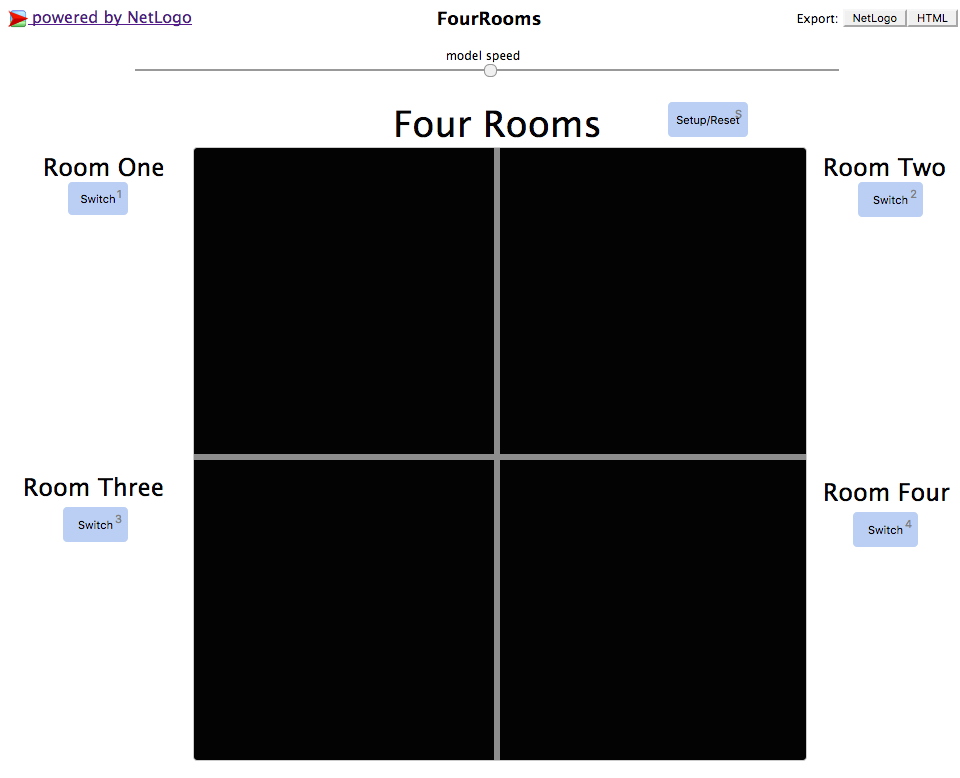 powered by NetLogo
FourRooms
Export: NetLogo HTML
model speed
Four Rooms
Setup/Reset S
Room One
Switch 1
Room Two
Switch 2
Room Three
Switch 3
Room Four
Switch 4